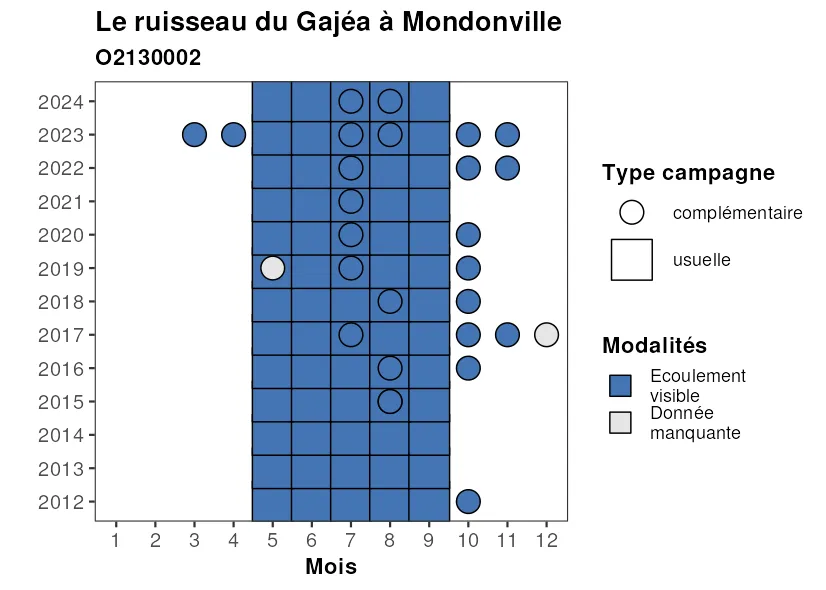 Le ruisseau du Gajéa à Mondonville
O2130002
2024
2023
2022
2021
2020
2019
2018
2017
2016
2015
2014
2013
2012
1 2 3 4 5 6 7 8 9 10 11 12
Mois
Type campagne
complémentaire
usuelle
Modalités
Ecoulement
visible
Donnée
manquante